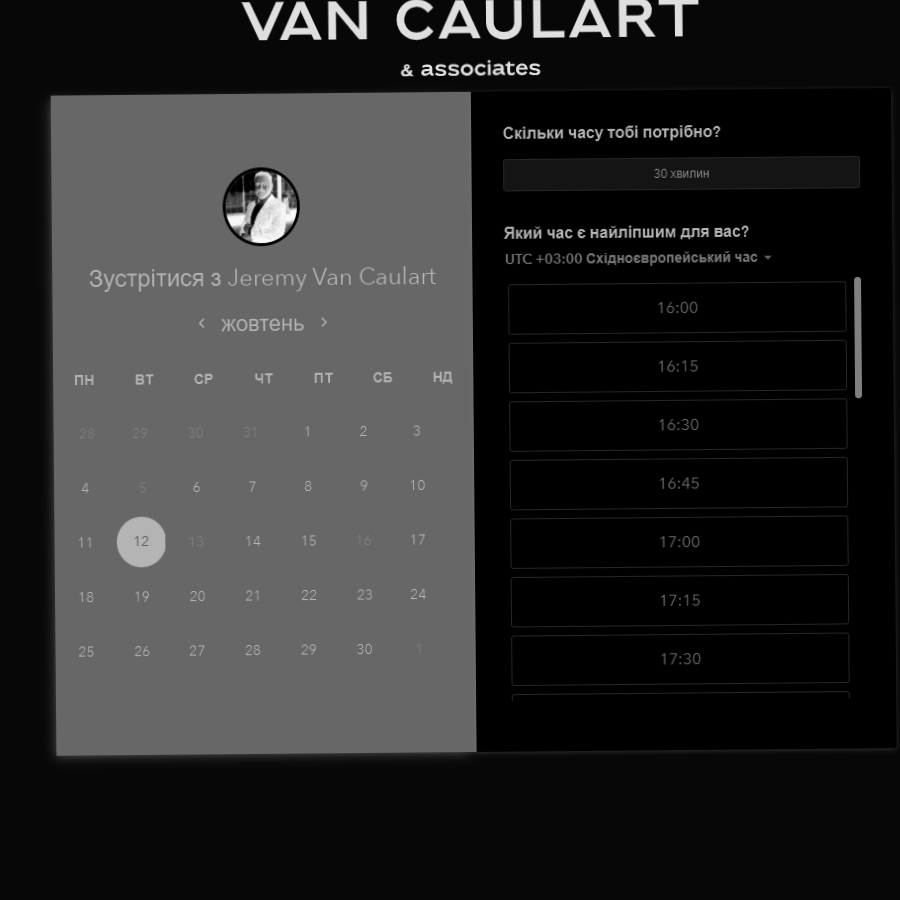 VAN CAULART
& associates
Зустрітися з Jeremy Van Caulart
жовтень
ПН ВТ СР ЧТ ПТ СБ НД
28 29 30 31 1 2 3
4 5 6 7 8 9 10
11 12 13 14 15 16 17
18 19 20 21 22 23 24
25 26 27 28 29 30 1
Скільки часу тобі потрібно?
30 хвилин
Який час є найліпшим для вас?
UTC +03:00 Східноєвропейський час
16:00
16:15
16:30
16:45
17:00
17:15
17:30